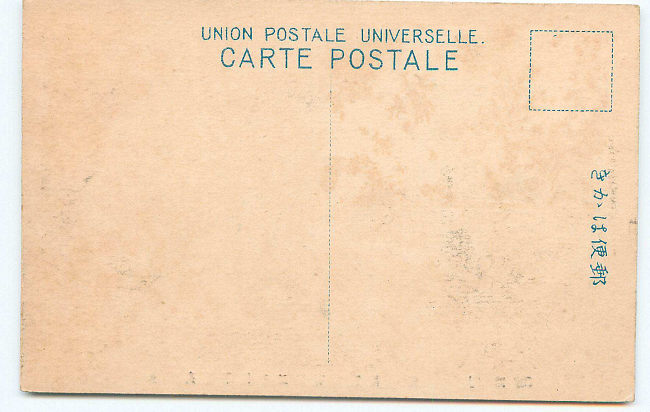 UNION POSTALE UNIVERSELLE.
CARTE POSTALE
きかは便郵